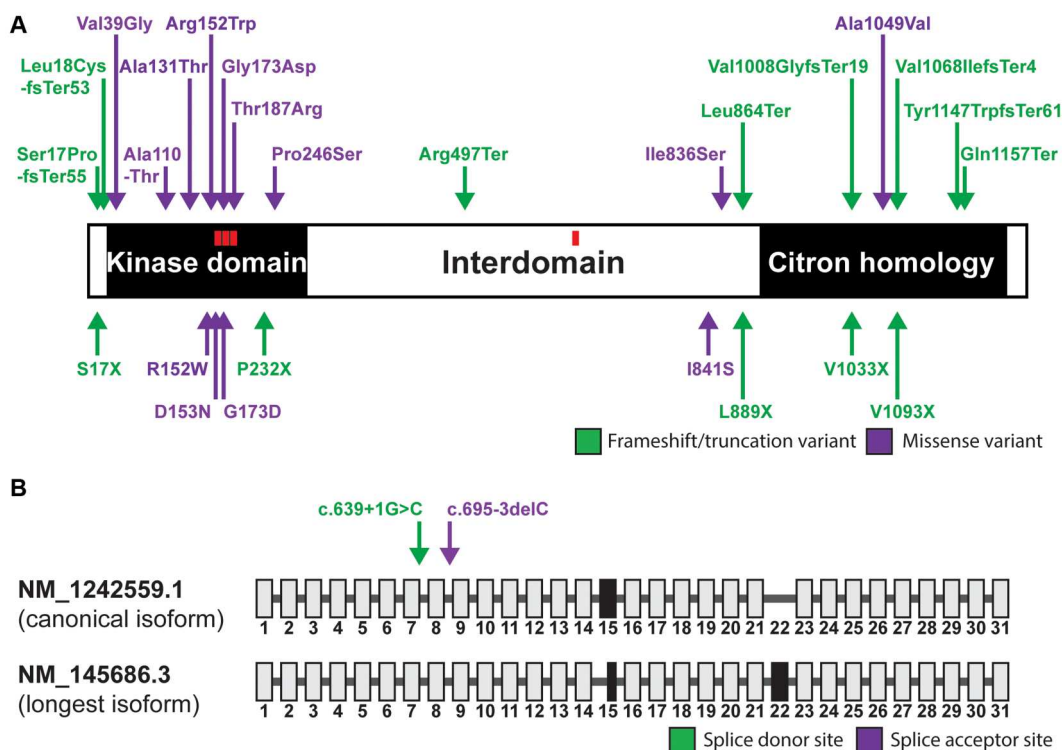 A
Val39Gly Arg152Trp Ala1049Val
Leu18Cys
-fsTer53
Ala131Thr Gly173Asp Val1008GlyfsTer19 Val1068IlefsTer4
Thr187Arg Leu864Ter Tyr1147TrpfsTer61
Ser17Pro
-fsTer55
Ala110
-Thr
Pro246Ser Arg497Ter Ile836Ser Gln1157Ter
Kinase domain Interdomain Citron homology
S17X R152W P232X I841S V1033X
D153N G173D L889X V1093X
Frameshift/truncation variant Missense variant
B
c.639+1G>C c.695-3delC
NM_1242559.1
(canonical isoform)
1 2 3 4 5 6 7 8 9 10 11 12 13 14 15 16 17 18 19 20 21 22 23 24 25 26 27 28 29 30 31
NM_145686.3
(longest isoform)
1 2 3 4 5 6 7 8 9 10 11 12 13 14 15 16 17 18 19 20 21 22 23 24 25 26 27 28 29 30 31
Splice donor site Splice acceptor site